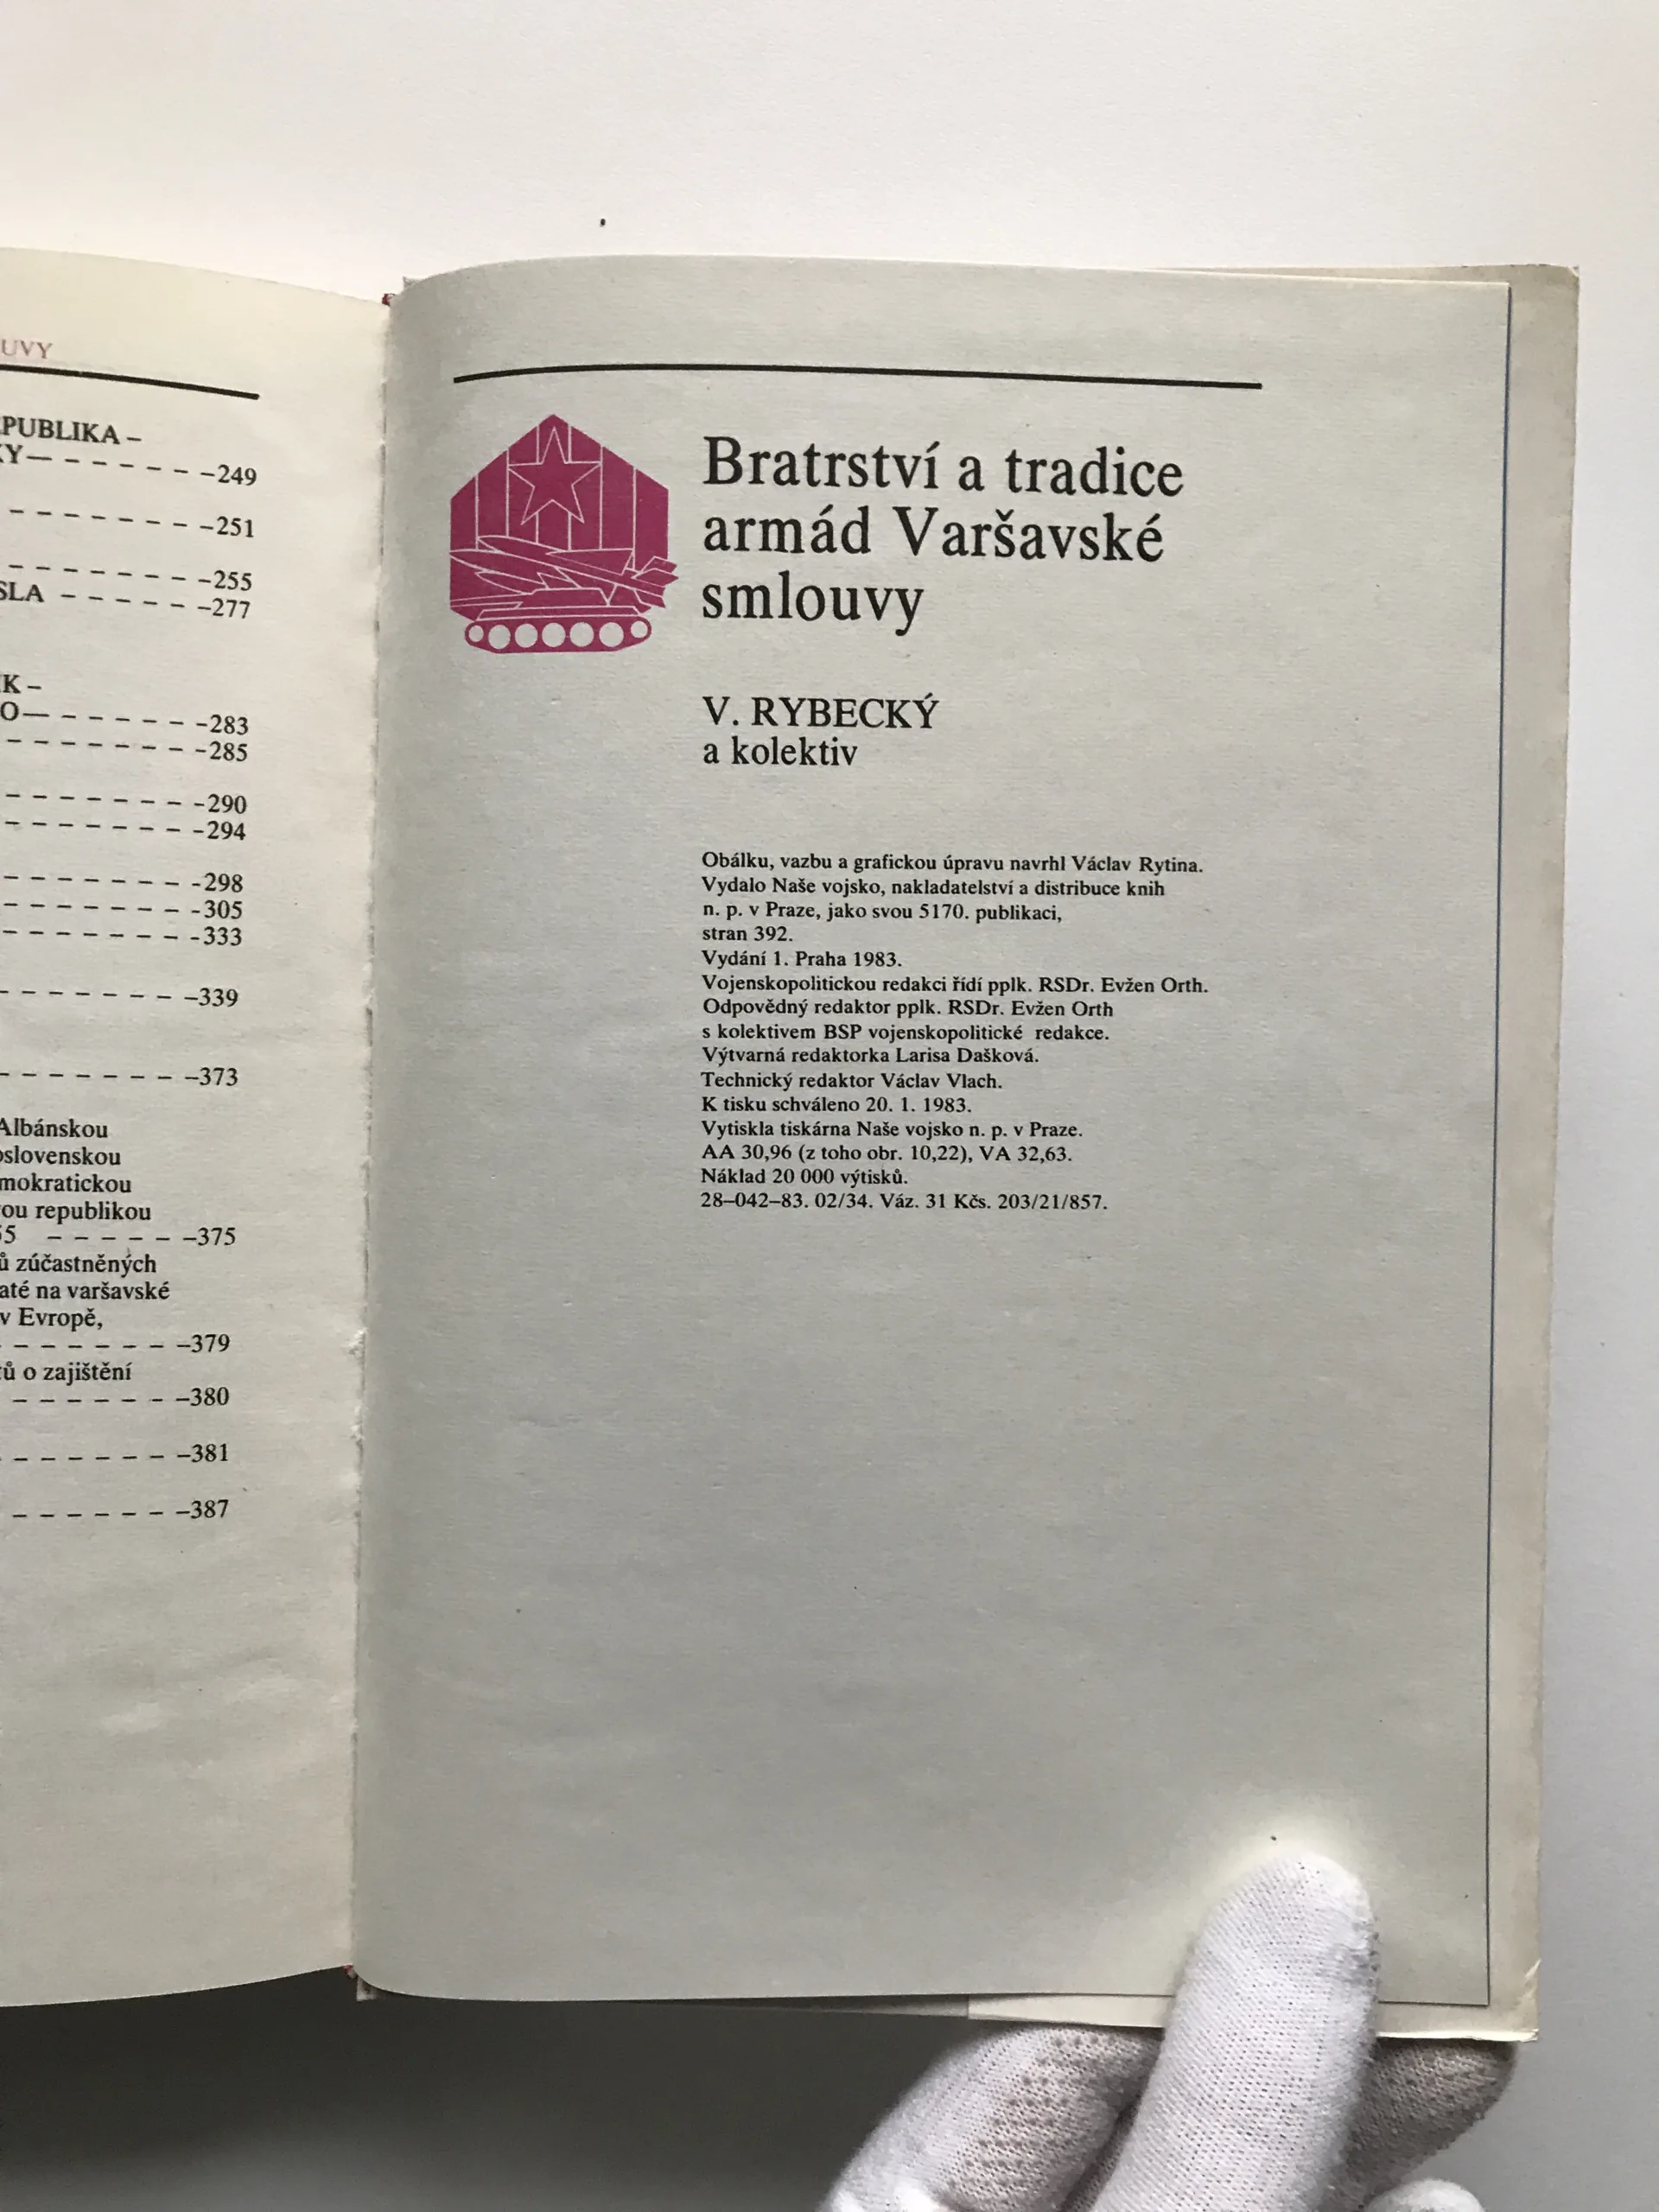 UVY
PUBLIKA –
KY— – – – – – – –249
– – – – – – – –251
– – – – – – – –255
SLA – – – – – –277
K –
O— – – – – – – -283
– – – – – – – –285
– – – – – – – –290
– – – – – – – –294
– – – – – – – -298
– – – – – – – -305
– – – – – – – -333
– – – – – – – –339
– – – – – – – –373
Albánskou
oslovenskou
mokratickou
ou republikou
55 – – – – – –375
ů zúčastněných
até na varšavské
v Evropě,
– – – – – – – –379
ů o zajištění
– – – – – – –380
– – – – – – –381
– – – – – – –387
Bratrství a tradice
armád Varšavské
smlouvy
V. RYBECKÝ
a kolektiv
Obálku, vazbu a grafickou úpravu navrhl Václav Rytina.
Vydalo Naše vojsko, nakladatelství a distribuce knih
n. p. v Praze, jako svou 5170. publikaci,
stran 392.
Vydání 1. Praha 1983.
Vojenskopolitickou redakci řídí pplk. RSDr. Evžen Orth.
Odpovědný redaktor pplk. RSDr. Evžen Orth
s kolektivem BSP vojenskopolitické redakce.
Výtvarná redaktorka Larisa Dašková.
Technický redaktor Václav Vlach.
K tisku schváleno 20. 1. 1983.
Vytiskla tiskárna Naše vojsko n. p. v Praze.
AA 30,96 (z toho obr. 10,22), VA 32,63.
Náklad 20 000 výtisků.
28–042–83. 02/34. Váz. 31 Kčs. 203/21/857.